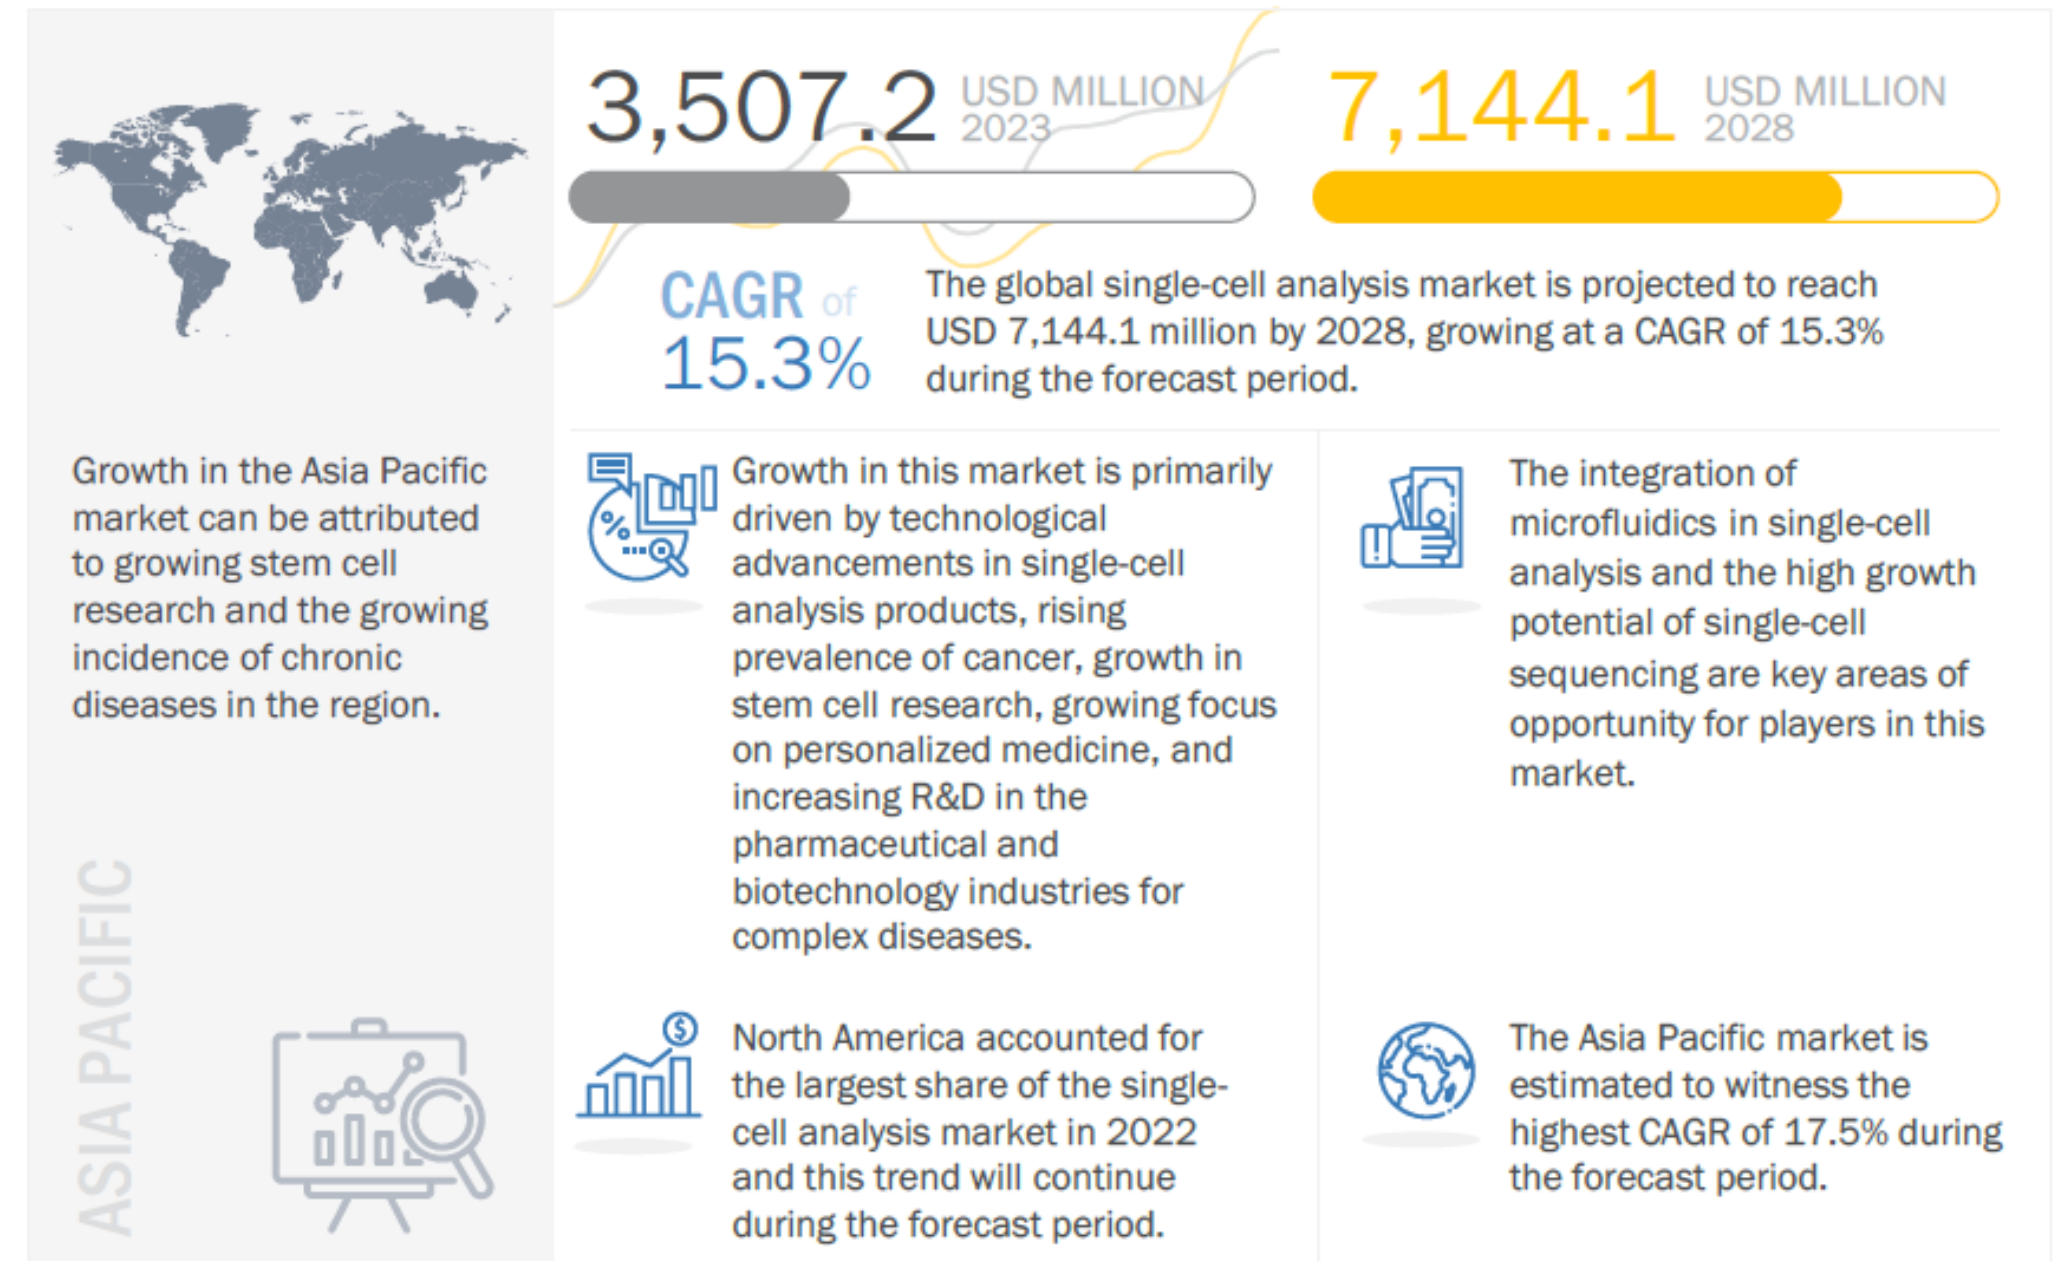 3,507.2 USD MILLION
2023
7,144.1 USD MILLION
2028
CAGR of
15.3%
The global single-cell analysis market is projected to reach
USD 7,144.1 million by 2028, growing at a CAGR of 15.3%
during the forecast period.
Growth in the Asia Pacific
market can be attributed
to growing stem cell
research and the growing
incidence of chronic
diseases in the region.
ASIA PACIFIC
%
Growth in this market is primarily
driven by technological
advancements in single-cell
analysis products, rising
prevalence of cancer, growth in
stem cell research, growing focus
on personalized medicine, and
increasing R&D in the
pharmaceutical and
biotechnology industries for
complex diseases.
The integration of
microfluidics in single-cell
analysis and the high growth
potential of single-cell
sequencing are key areas of
opportunity for players in this
market.
$
North America accounted for
the largest share of the single-
cell analysis market in 2022
and this trend will continue
during the forecast period.
The Asia Pacific market is
estimated to witness the
highest CAGR of 17.5% during
the forecast period.